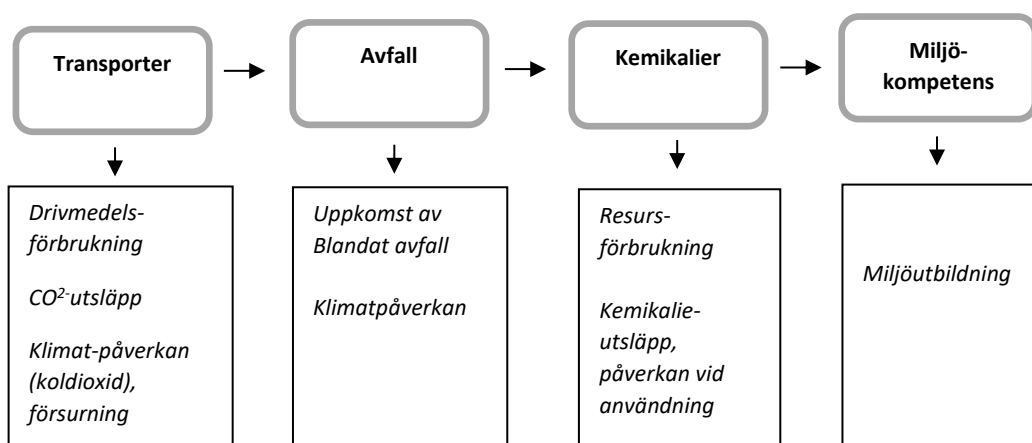 Transporter
Avfall
Kemikalier
Miljö-
kompetens
Drivmedels-
förbrukning
CO²-utsläpp
Klimat-påverkan
(koldioxid),
försurning
Uppkomst av
Blandat avfall
Klimatpåverkan
Resurs-
förbrukning
Kemikalie-
utsläpp,
påverkan vid
användning
Miljöutbildning